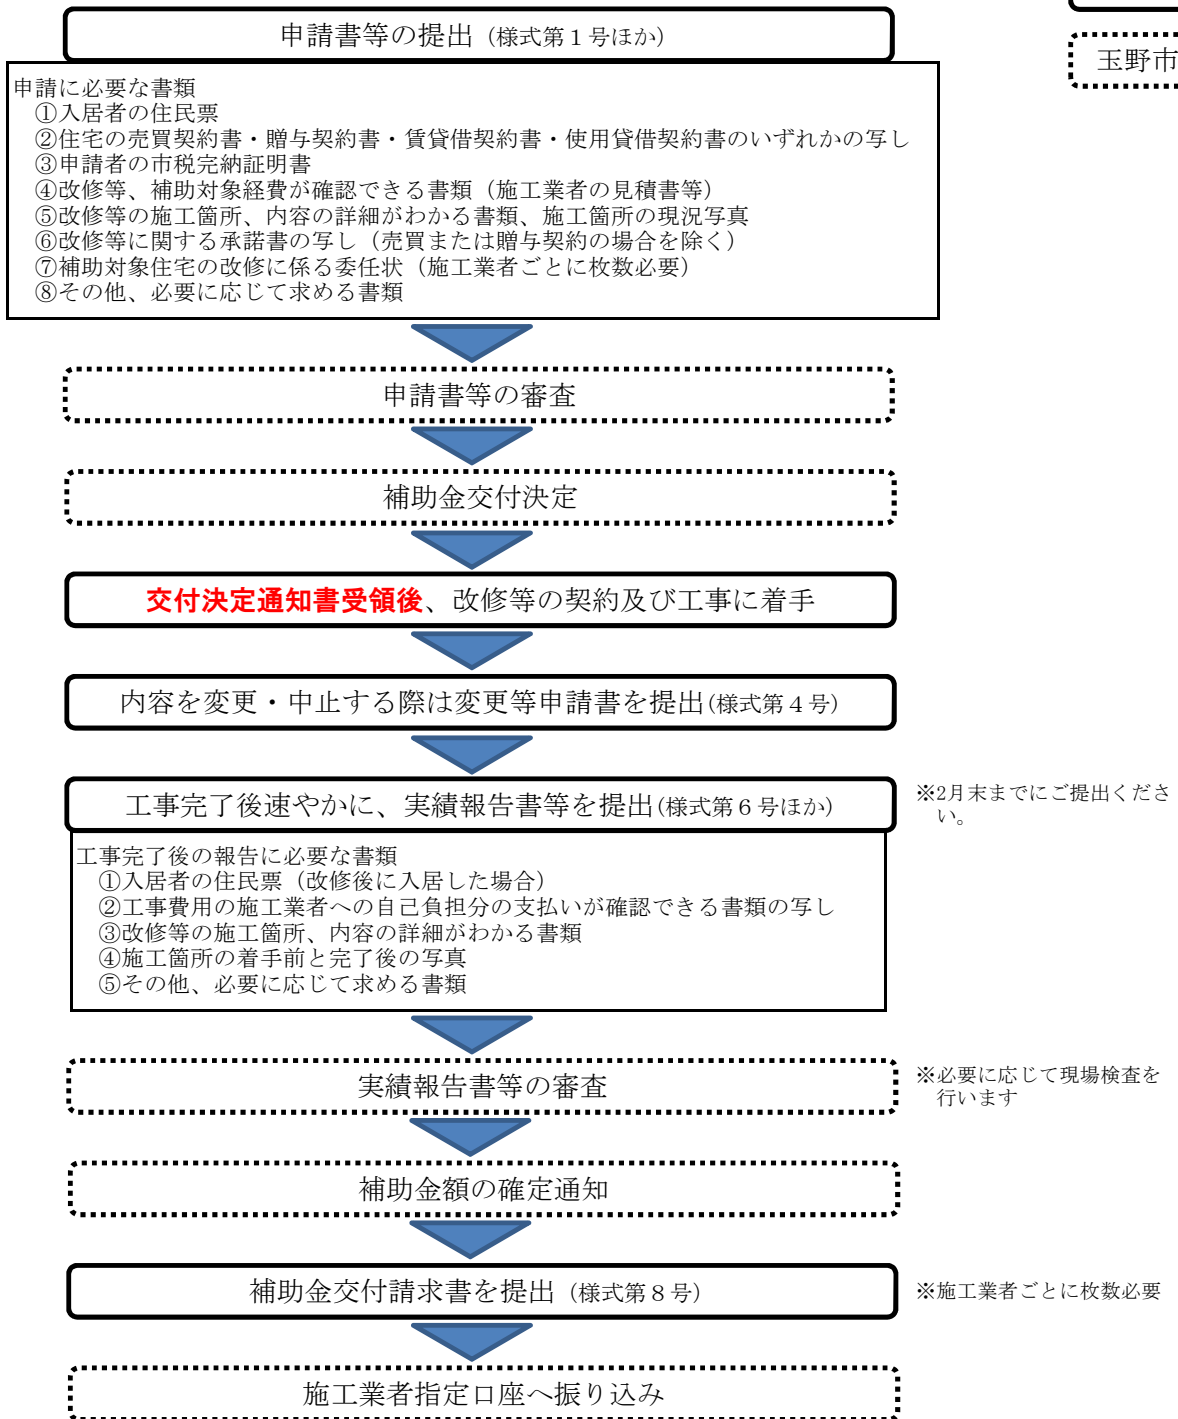 申請書等の提出（様式第１号ほか）
玉野市
申請に必要な書類
①入居者の住民票
②住宅の売買契約書・贈与契約書・賃貸借契約書・使用貸借契約書のいずれかの写し
③申請者の市税完納証明書
④改修等、補助対象経費が確認できる書類（施工業者の見積書等）
⑤改修等の施工箇所、内容の詳細がわかる書類、施工箇所の現況写真
⑥改修等に関する承諾書の写し（売買または贈与契約の場合を除く）
⑦補助対象住宅の改修に係る委任状（施工業者ごとに枚数必要）
⑧その他、必要に応じて求める書類
申請書等の審査
補助金交付決定
交付決定通知書受領後、改修等の契約及び工事に着手
内容を変更・中止する際は変更等申請書を提出(様式第４号)
工事完了後速やかに、実績報告書等を提出(様式第６号ほか)
※2月末までにご提出くださ
い。
工事完了後の報告に必要な書類
①入居者の住民票（改修後に入居した場合）
②工事費用の施工業者への自己負担分の支払いが確認できる書類の写し
③改修等の施工箇所、内容の詳細がわかる書類
④施工箇所の着手前と完了後の写真
⑤その他、必要に応じて求める書類
実績報告書等の審査
※必要に応じて現場検査を
行います
補助金額の確定通知
補助金交付請求書を提出（様式第８号）
※施工業者ごとに枚数必要
施工業者指定口座へ振り込み